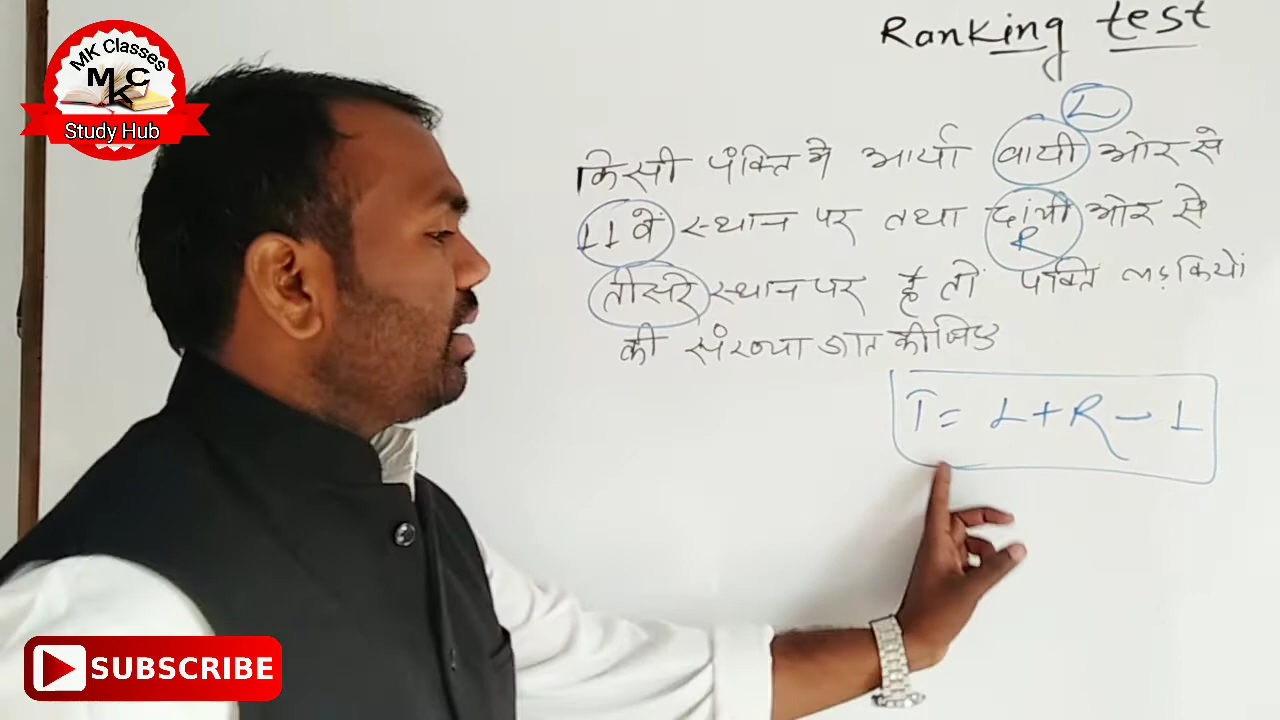 MK Classes
MKC
Study Hub
Ranking test
L
किसी पंक्ति मे आर्या वायी ओर से
11 वें स्थान पर तथा दांयी ओर से
R
तीसरे स्थान पर है तो पंक्ति लड़कियों
की संख्या ज्ञात कीजिए
T = L + R - 1
SUBSCRIBE